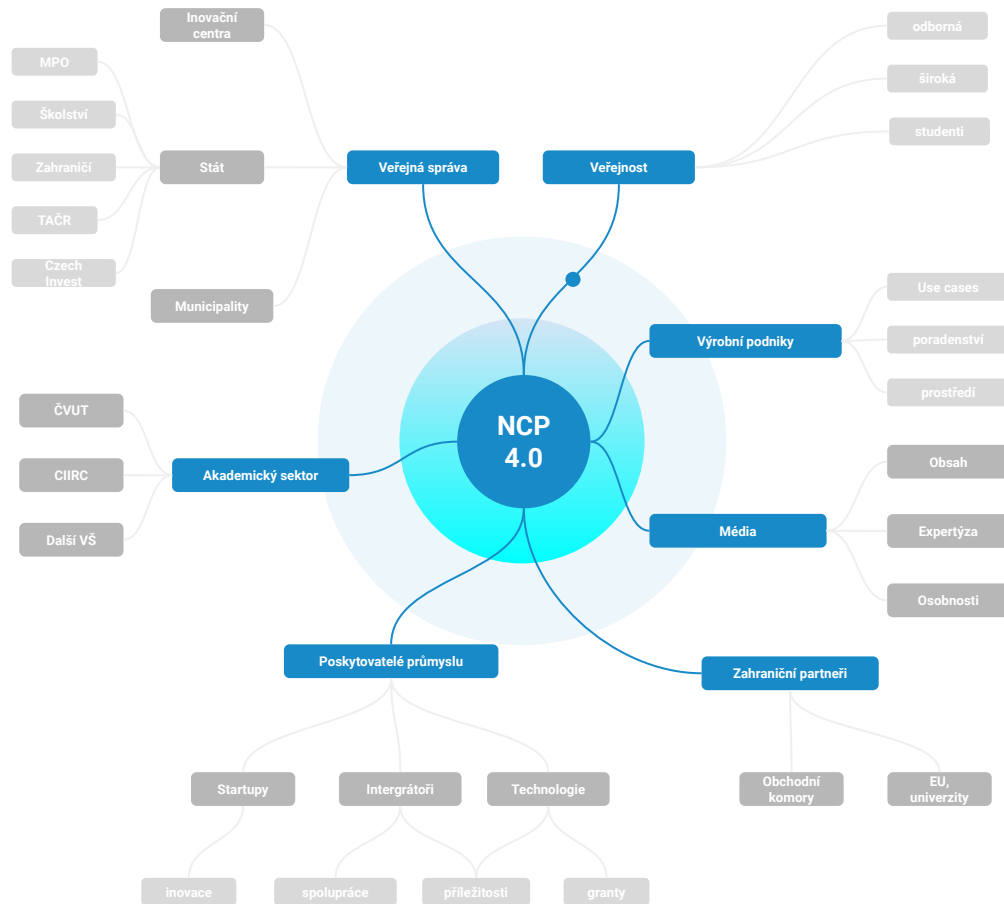 Inovační
centra
odborná
MPO
široká
Školství
studenti
Zahraničí
Stát
Veřejná správa
Veřejnost
TAČR
Czech
Invest
Municipality
Use cases
Výrobní podniky
poradenství
prostředí
ČVUT
NCP
4.0
Obsah
CIIRC
Akademický sektor
Média
Expertýza
Další VŠ
Osobnosti
Poskytovatelé průmyslu
Zahraniční partneři
Startupy
Intergrátoři
Technologie
Obchodní
komory
EU,
univerzity
inovace
spolupráce
příležitosti
granty